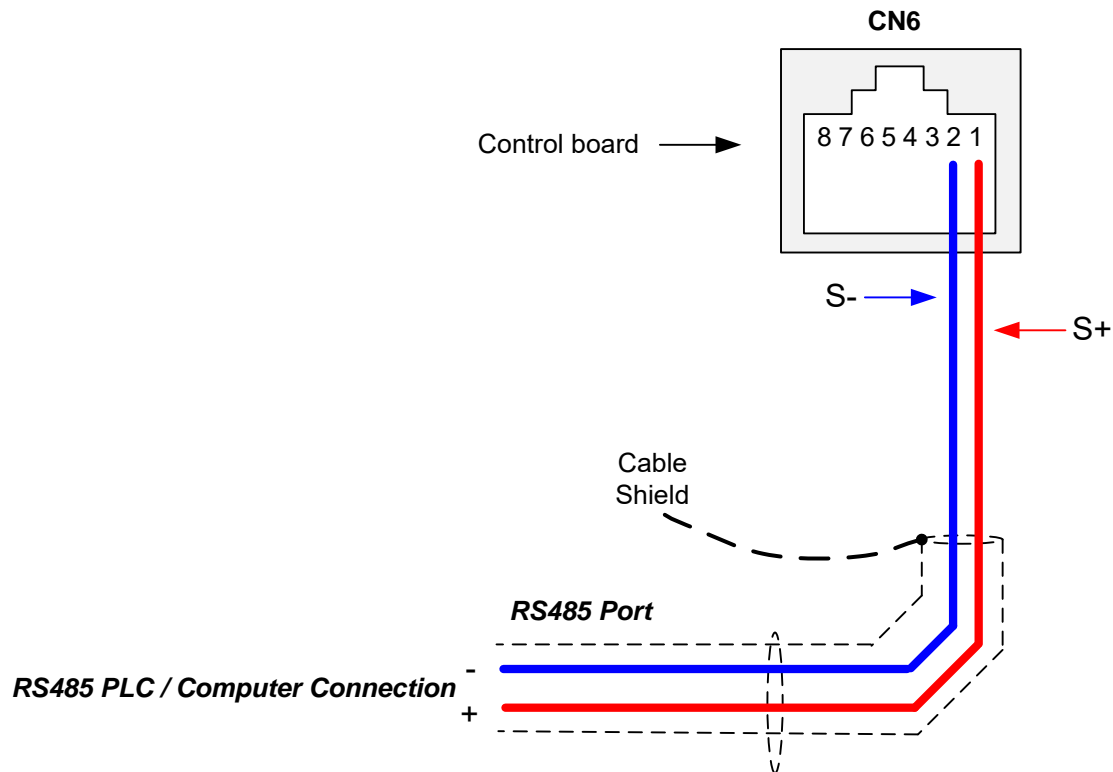 CN6
8 7 6 5 4 3 2 1
Control board
S-
S+
Cable
Shield
RS485 Port
-
RS485 PLC / Computer Connection
+